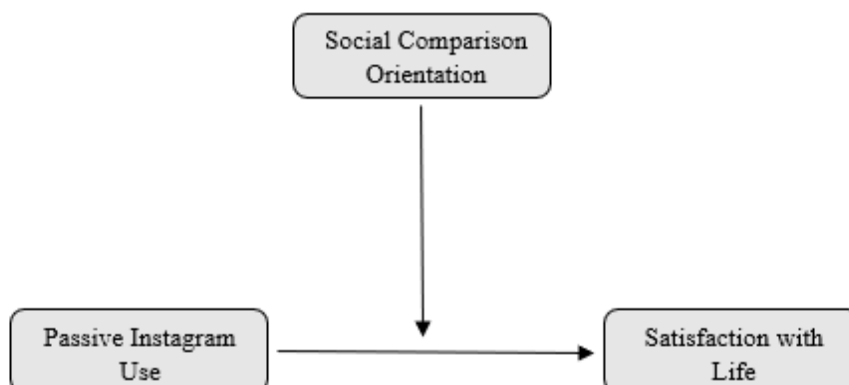 Social Comparison
Orientation
Passive Instagram
Use
Satisfaction with
Life